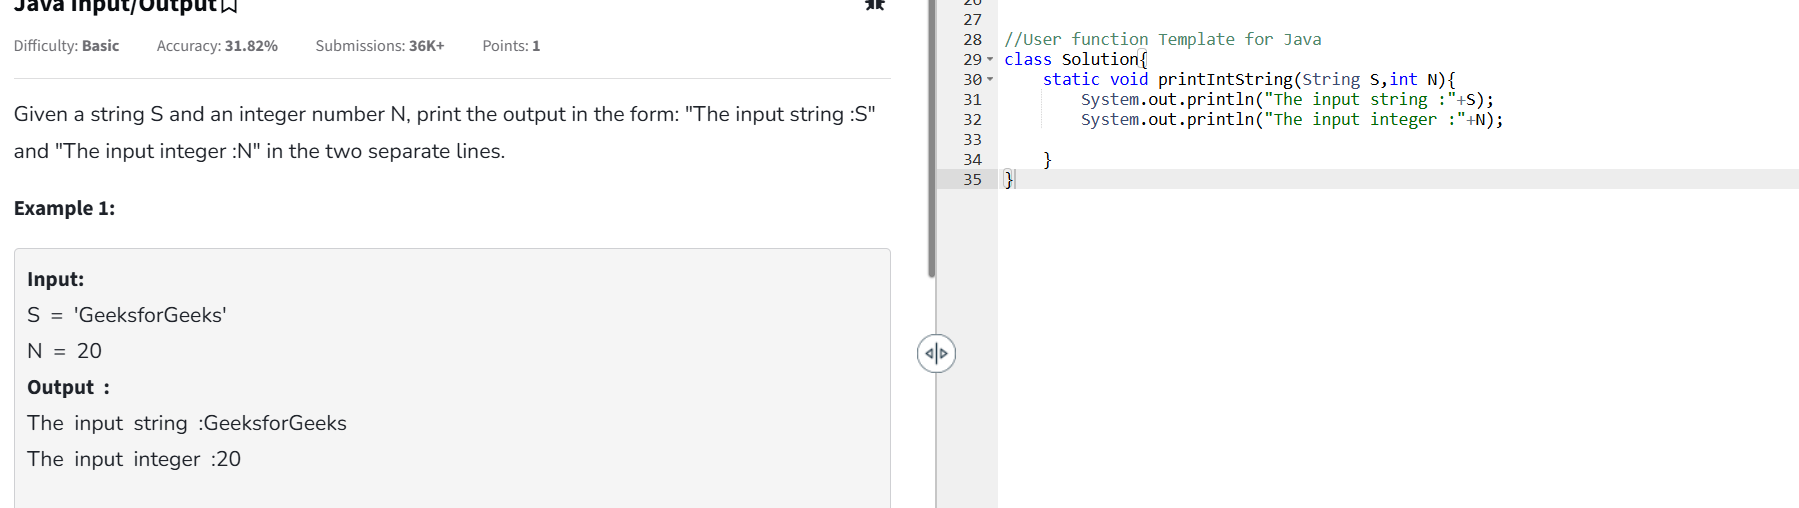 Java Input/Output
Difficulty: Basic Accuracy: 31.82% Submissions: 36K+ Points: 1
Given a string S and an integer number N, print the output in the form: "The input string :S"
and "The input integer :N" in the two separate lines.
Example 1:
Input:
S = 'GeeksforGeeks'
N = 20
Output :
The input string :GeeksforGeeks
The input integer :20
26
27
28 //User function Template for Java
29 class Solution{
30 static void printIntString(String S,int N){
31 System.out.println("The input string :"+S);
32 System.out.println("The input integer :"+N);
33
34 }
35 }